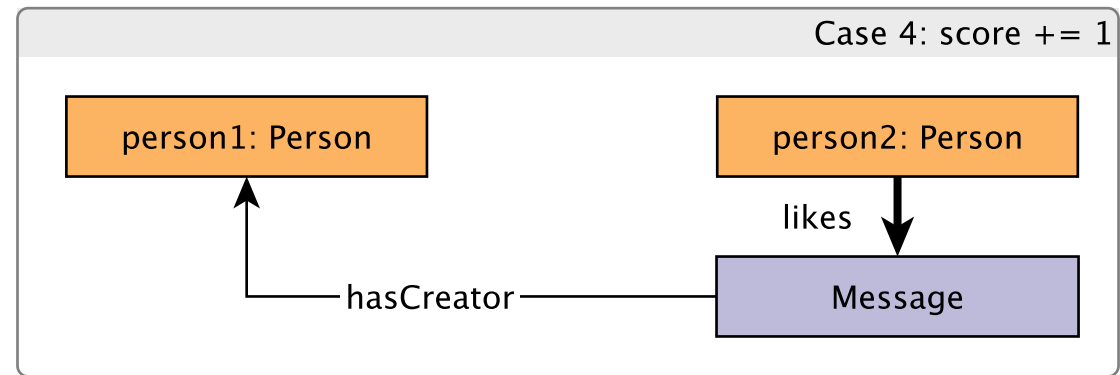 Case 4: score += 1
person1: Person
person2: Person
likes
hasCreator
Message